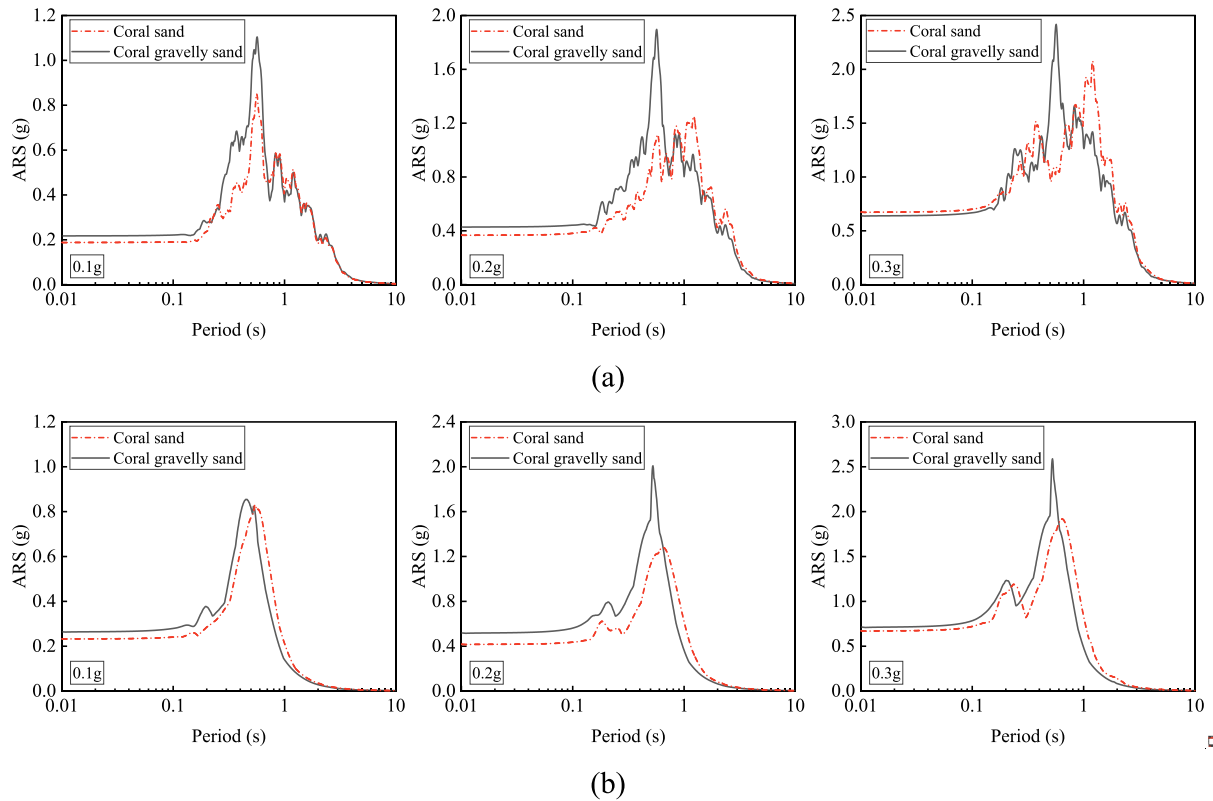 1.2
1.0
0.8
0.6
0.4
0.2
0.0
ARS (g)
Coral sand
Coral gravelly sand
0.1g
0.01
0.1
1
10
Period (s)
2.0
1.6
1.2
0.8
0.4
0.0
ARS (g)
Coral sand
Coral gravelly sand
0.2g
0.01
0.1
1
10
Period (s)
2.5
2.0
1.5
1.0
0.5
0.0
ARS (g)
Coral sand
Coral gravelly sand
0.3g
0.01
0.1
1
10
Period (s)
(a)
1.2
1.0
0.8
0.6
0.4
0.2
0.0
ARS (g)
Coral sand
Coral gravelly sand
0.1g
0.01
0.1
1
10
Period (s)
2.4
2.0
1.6
1.2
0.8
0.4
0.0
ARS (g)
Coral sand
Coral gravelly sand
0.2g
0.01
0.1
1
10
Period (s)
3.0
2.5
2.0
1.5
1.0
0.5
0.0
ARS (g)
Coral sand
Coral gravelly sand
0.3g
0.01
0.1
1
10
Period (s)
(b)